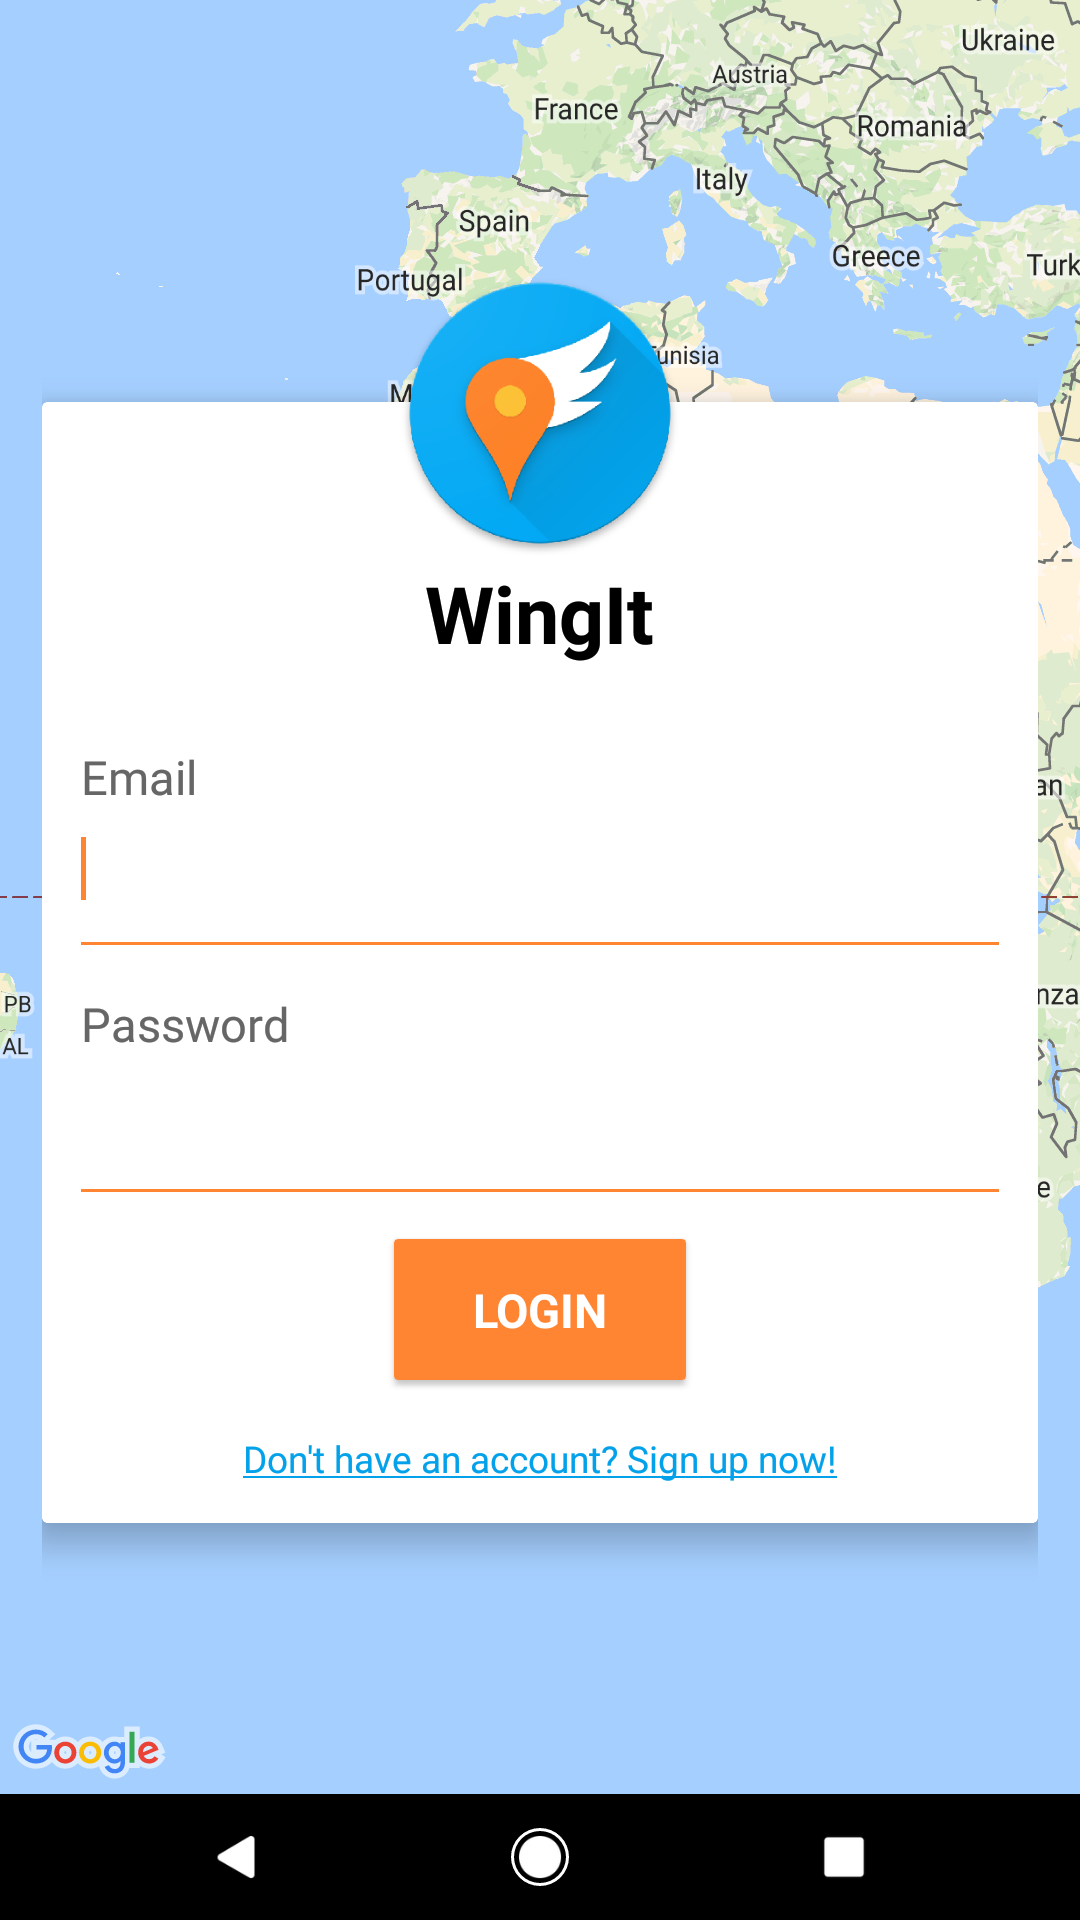 Ukraine
Austria
France
Romania
Italy
Spain
Greece
Turk
Portugal
Tunisia
M
WingIt
Email
an
Password
PB
nza
AL
e
LOGIN
Don't have an account? Sign up now!
Google